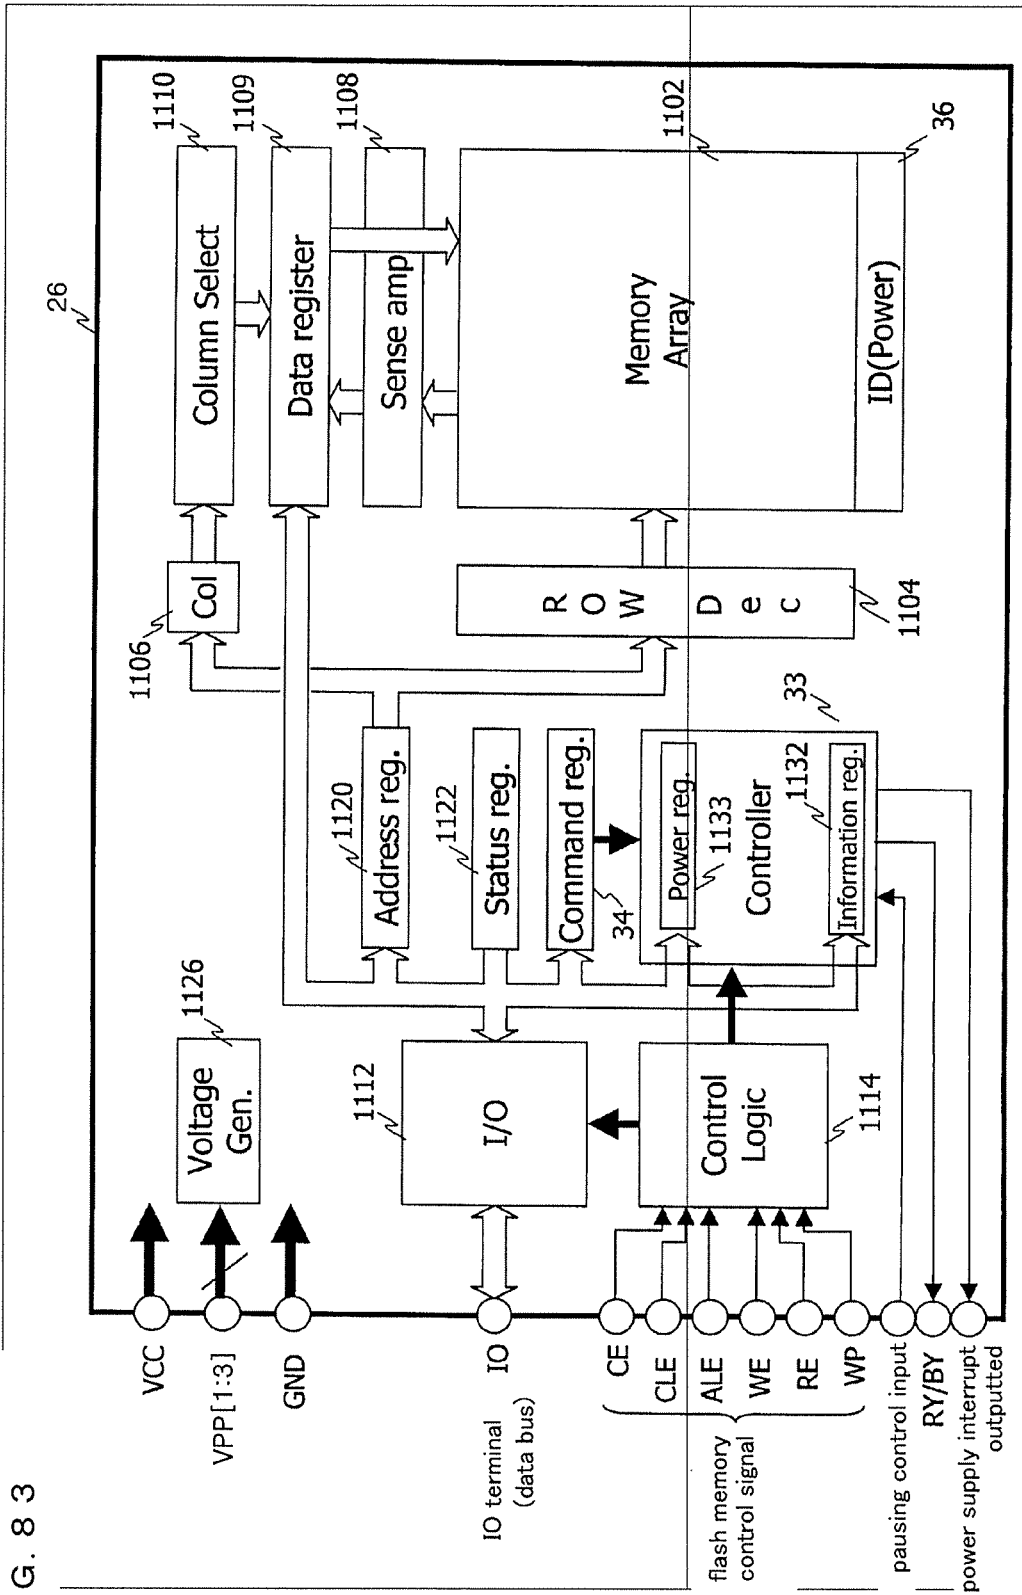 G. 8 3
26
VCC
VPP[1:3]
GND
Voltage
Gen.
1126
1106
Col
Column Select
1110
Data register
1109
Sense amp
1108
IO
IO terminal
(data bus)
I/O
1112
Address reg.
1120
Status reg.
1122
Command reg.
34
ROW Dec
1104
Memory
Array
1102
ID(Power)
36
CE
CLE
ALE
WE
RE
WP
flash memory
control signal
Control
Logic
1114
Power reg.
1133
Controller
33
1132
Information reg.
pausing control input
RY/BY
power supply interrupt
outputted